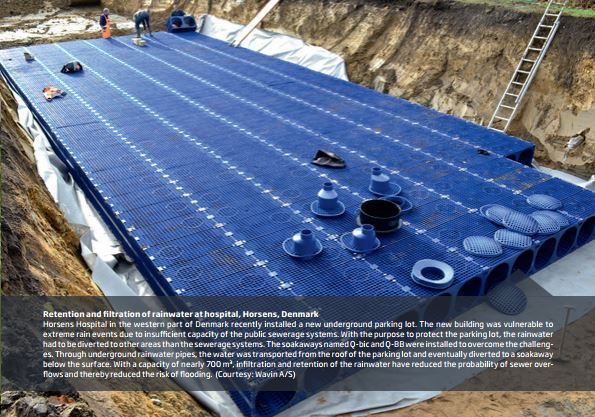 Retention and filtration of rainwater at hospital, Horsens, Denmark
Horsens Hospital in the western part of Denmark recently installed a new underground parking lot. The new building was vulnerable to
extreme rain events due to insufficient capacity of the public sewerage systems. With the purpose to protect the parking lot, the rainwater
had to be diverted to other areas than the sewerage systems. The soakaways named Q-bic and Q-BB were installed to overcome the challeng-
es. Through underground rainwater pipes, the water was transported from the roof of the parking lot and eventually diverted to a soakaway
below the surface. With a capacity of nearly 700 m³, infiltration and retention of the rainwater have reduced the probability of sewer over-
flows and thereby reduced the risk of flooding. (Courtesy: Wavin A/S)